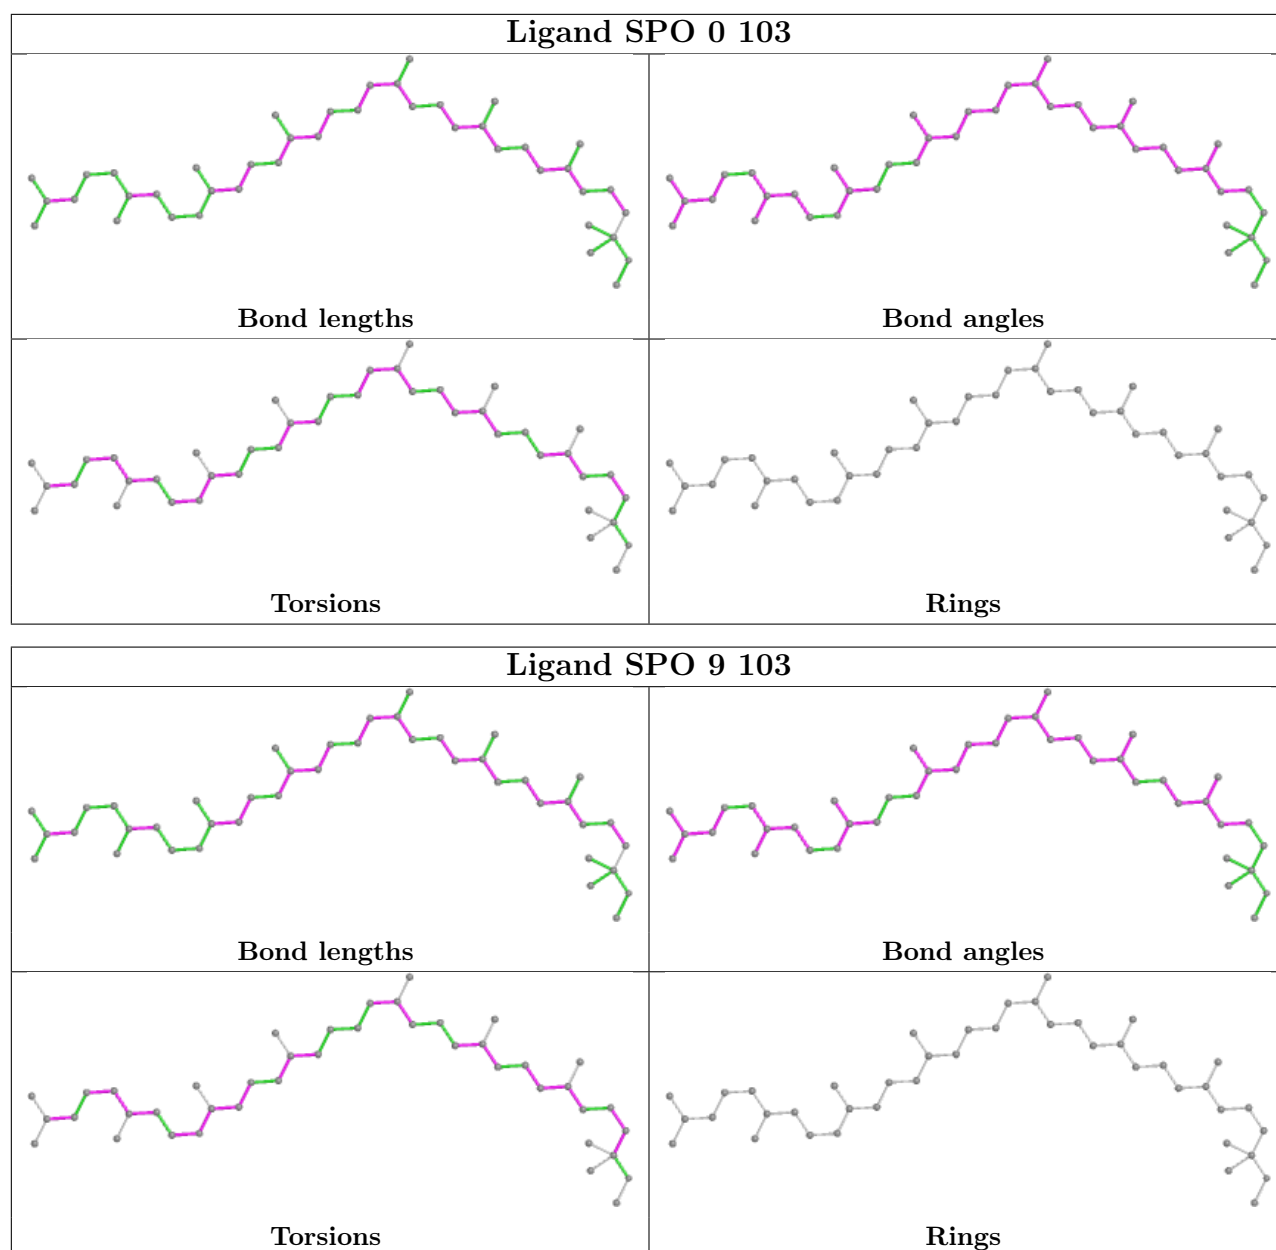 Ligand SPO 0 103
Bond lengths
Bond angles
Torsions
Rings
Ligand SPO 9 103
Bond lengths
Bond angles
Torsions
Rings